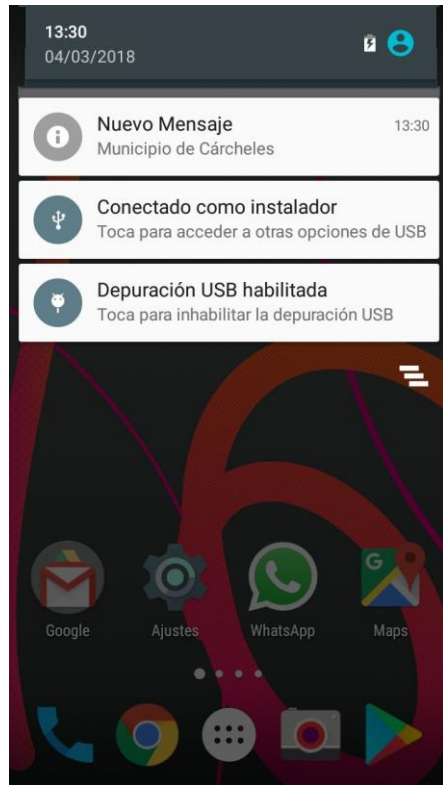 13:30
04/03/2018
Nuevo Mensaje 13:30
Municipio de Cárcheles
Conectado como instalador
Toca para acceder a otras opciones de USB
Depuración USB habilitada
Toca para inhabilitar la depuración USB
Google Ajustes WhatsApp Maps